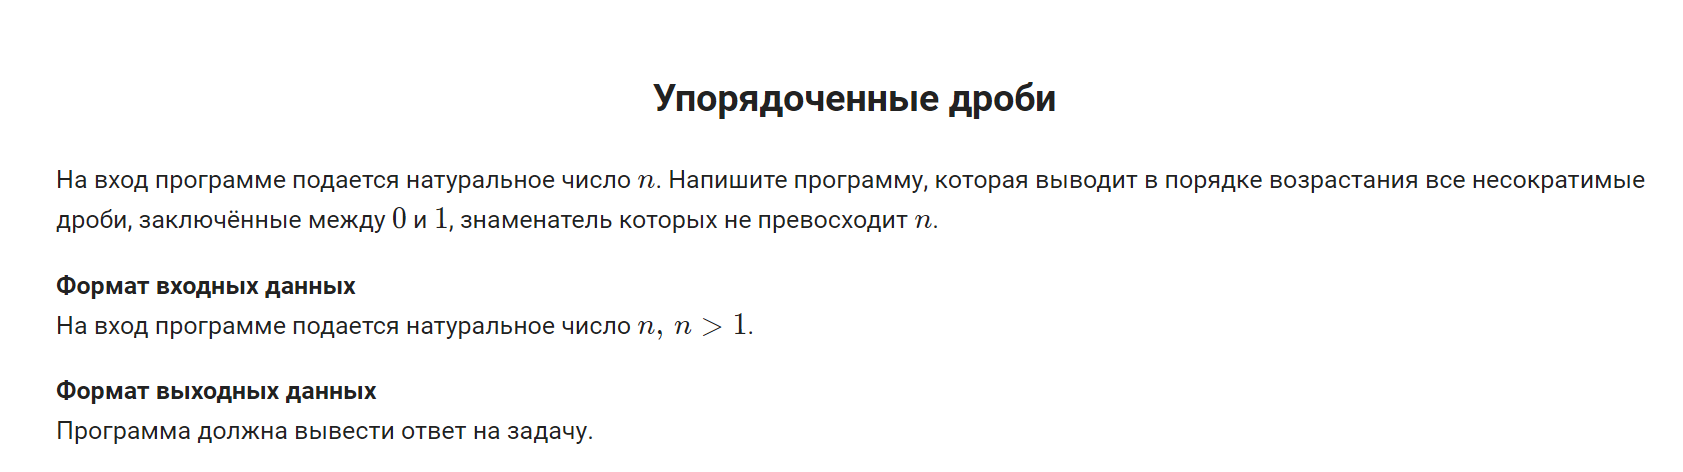 Упорядоченные дроби
На вход программе подается натуральное число n. Напишите программу, которая выводит в порядке возрастания все несократимые
дроби, заключённые между 0 и 1, знаменатель которых не превосходит n.
Формат входных данных
На вход программе подается натуральное число n, n > 1.
Формат выходных данных
Программа должна вывести ответ на задачу.